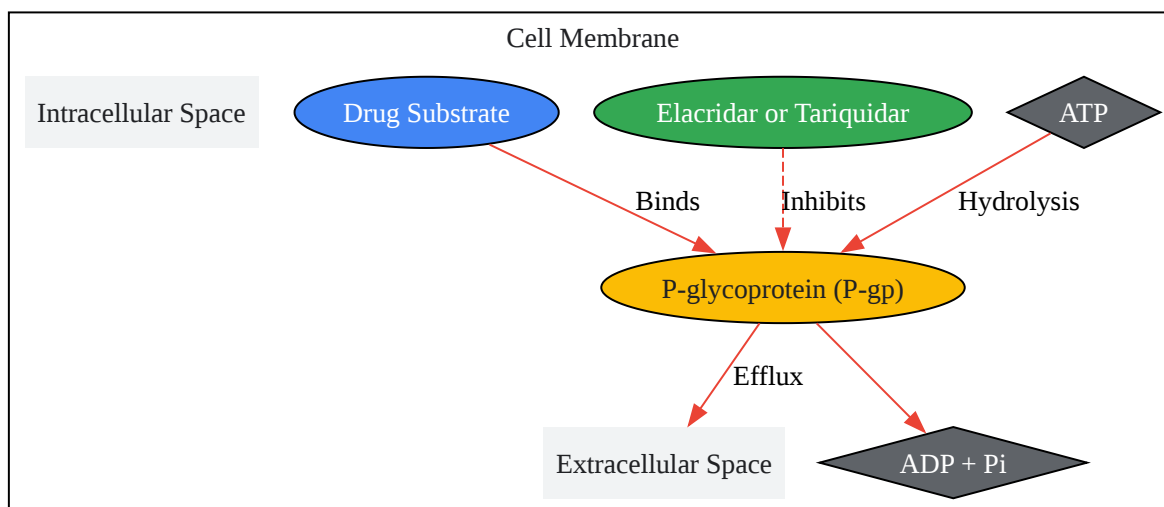 Cell Membrane
Intracellular Space
Drug Substrate
Elacridar or Tariquidar
ATP
Binds
Inhibits
Hydrolysis
P-glycoprotein (P-gp)
Efflux
Extracellular Space
ADP + Pi